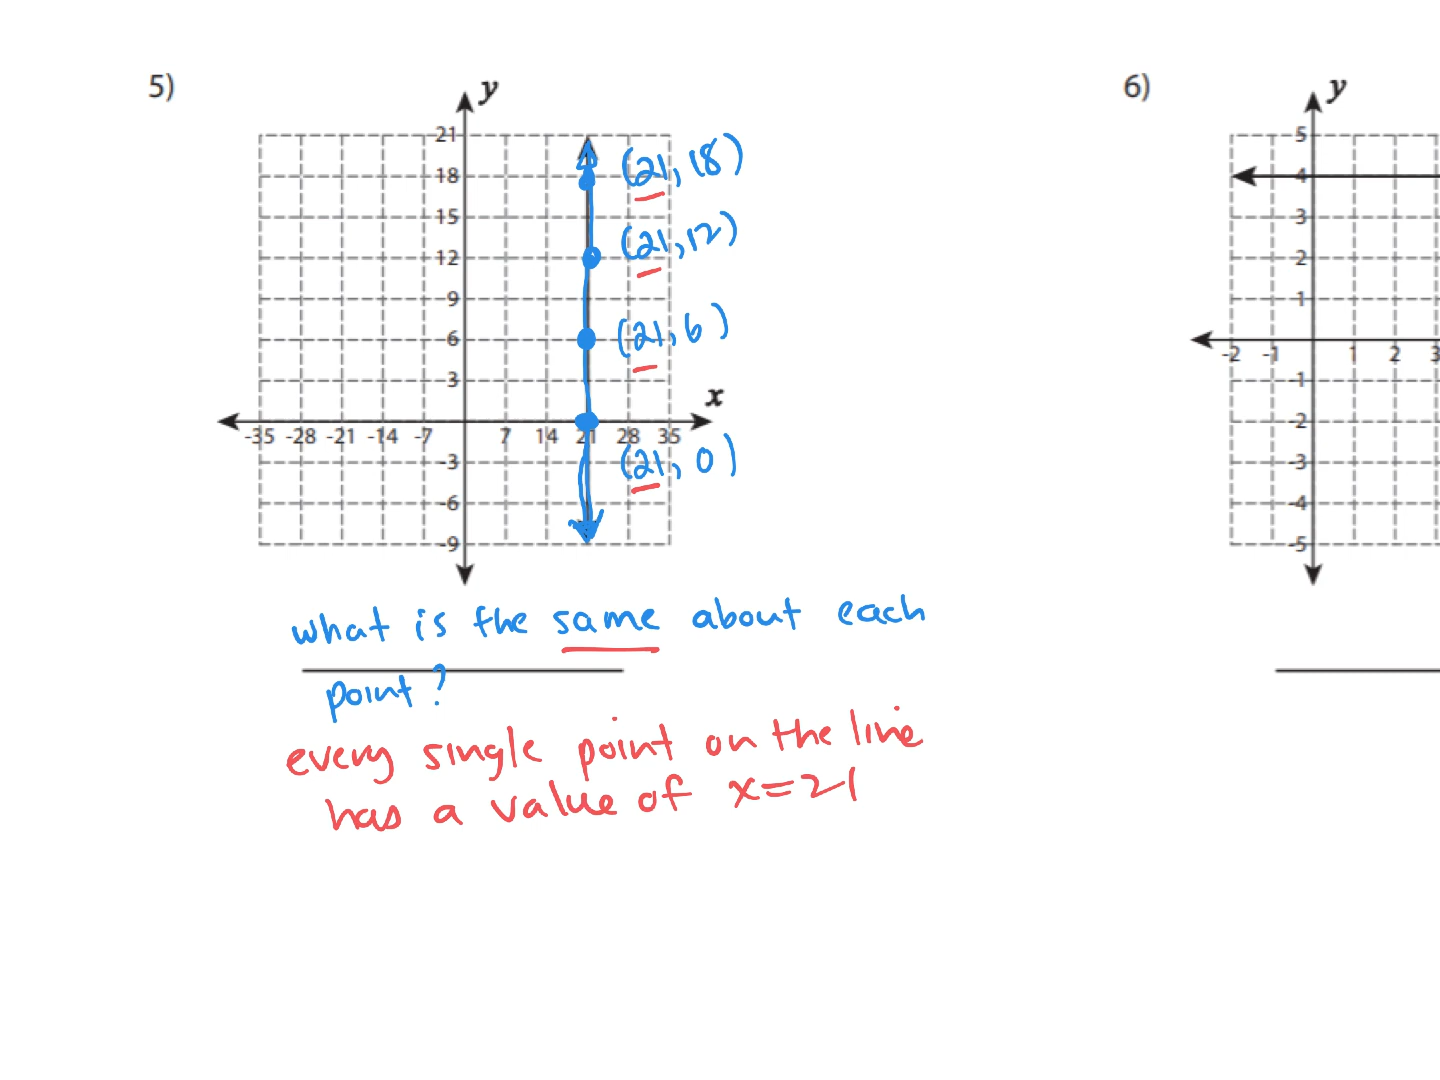 5)
y
21
18
15
12
9
6
3
x
-35 -28 -21 -14 -7 7 14 21 28 35
-3
-6
-9
(21, 18)
(21, 12)
(21, 6)
(21, 0)
what is the same about each
point?
every single point on the line
has a value of x=21
6)
y
5
4
3
2
1
-2 -1 1 2 3
-1
-2
-3
-4
-5